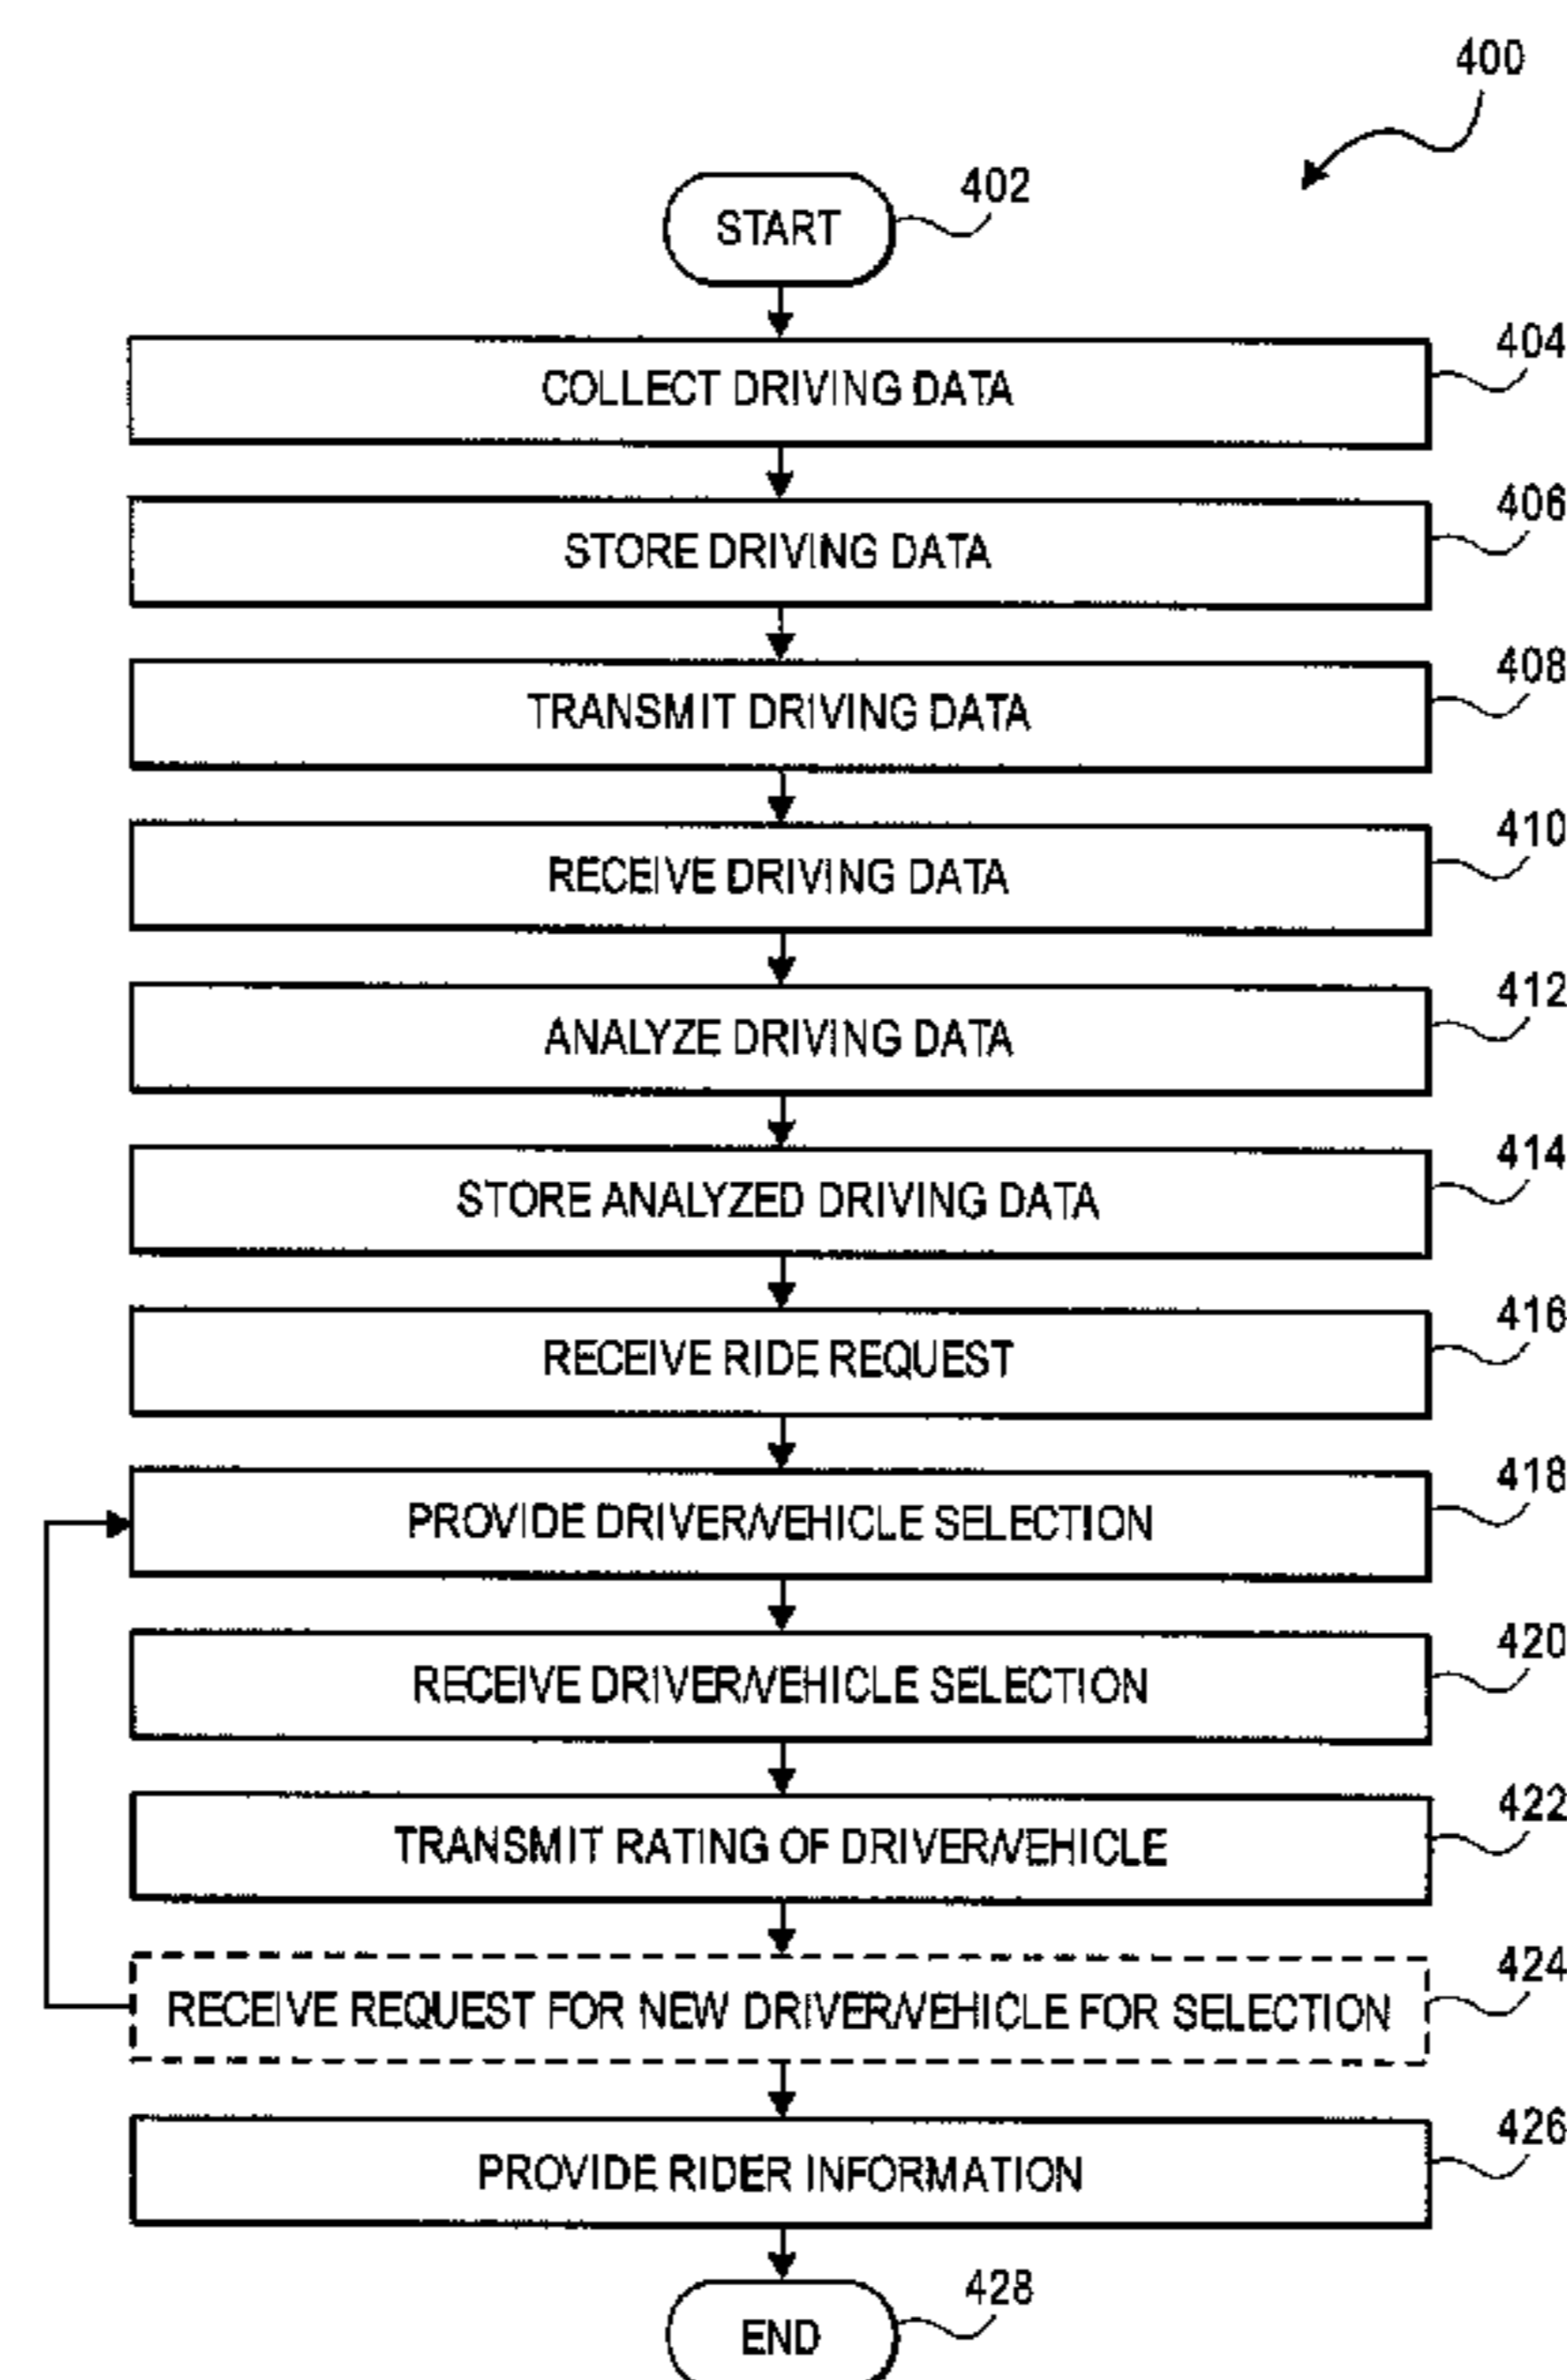 400
START
402
COLLECT DRIVING DATA
404
STORE DRIVING DATA
406
TRANSMIT DRIVING DATA
408
RECEIVE DRIVING DATA
410
ANALYZE DRIVING DATA
412
STORE ANALYZED DRIVING DATA
414
RECEIVE RIDE REQUEST
416
PROVIDE DRIVER/VEHICLE SELECTION
418
RECEIVE DRIVER/VEHICLE SELECTION
420
TRANSMIT RATING OF DRIVER/VEHICLE
422
RECEIVE REQUEST FOR NEW DRIVER/VEHICLE FOR SELECTION
424
PROVIDE RIDER INFORMATION
426
END
428